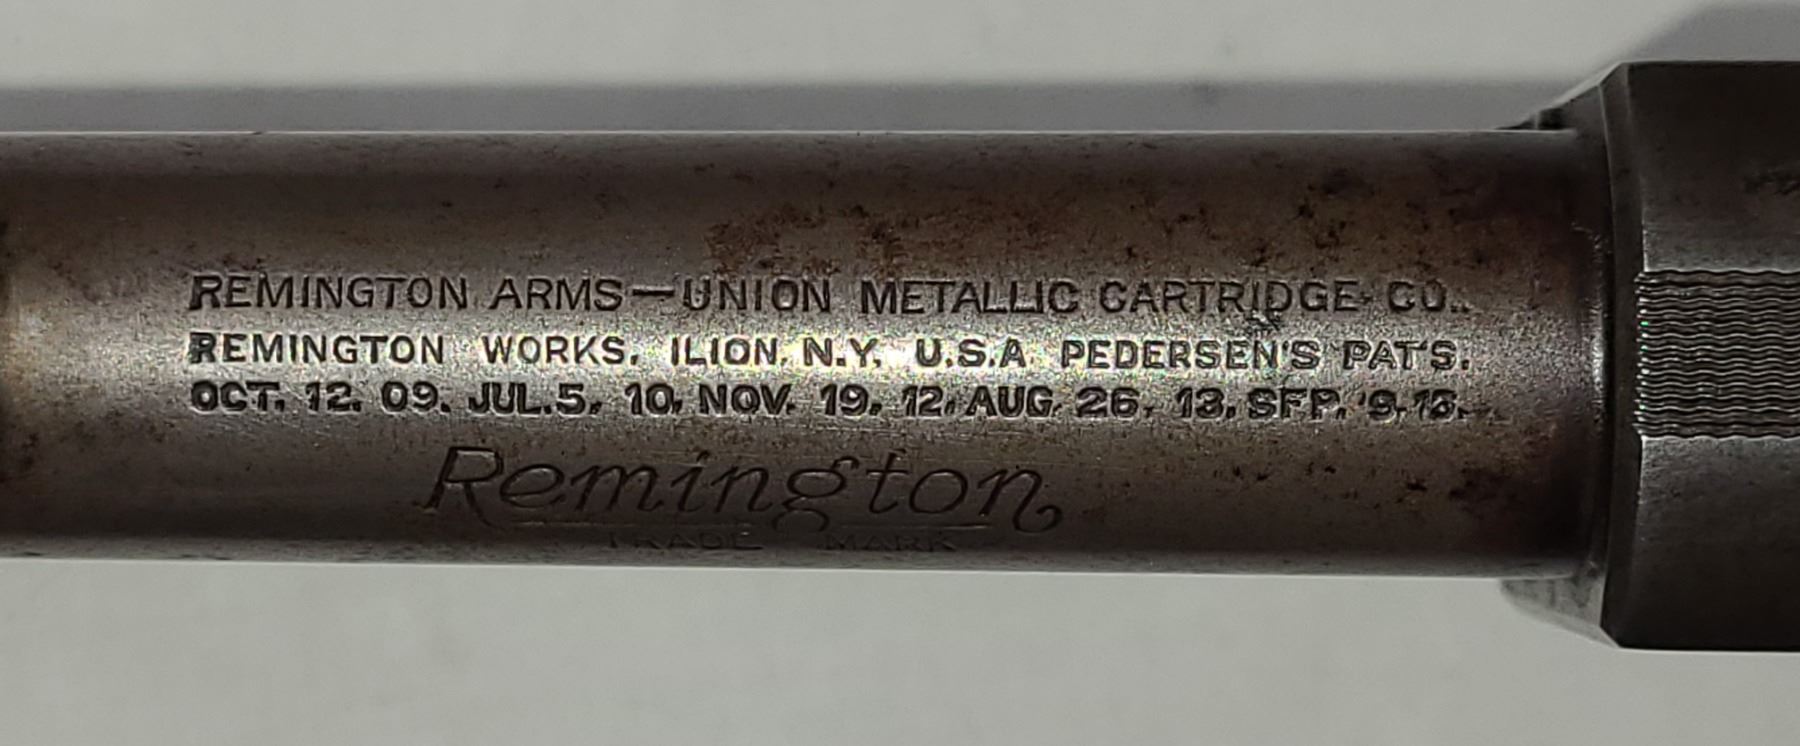 REMINGTON ARMS—UNION METALLIC CARTRIDGE CO.
REMINGTON WORKS. ILION, N.Y. U.S.A PEDERSEN'S PAT'S.
OCT. 12. 09. JUL.5. 10. NOV. 19. 12. AUG. 26. 13. SEP. 9.13.
Remington
TRADE MARK